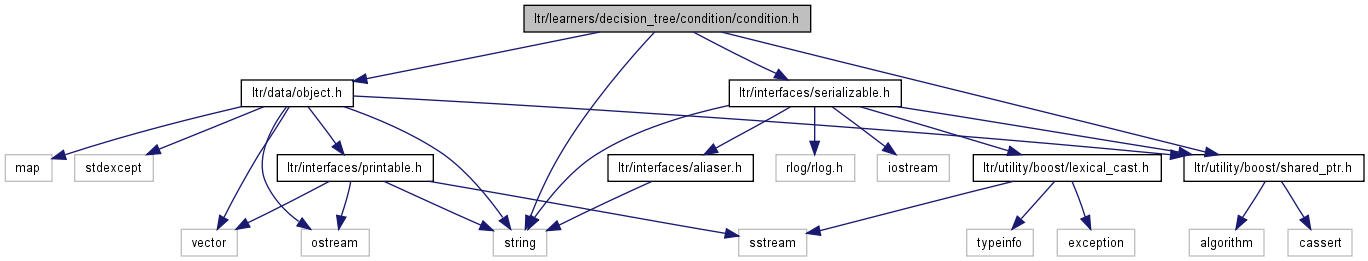 ltr/learners/decision_tree/condition/condition.h
ltr/data/object.h
ltr/interfaces/serializable.h
map
stdexcept
ltr/interfaces/printable.h
ltr/interfaces/aliaser.h
rlog/rlog.h
iostream
ltr/utility/boost/lexical_cast.h
ltr/utility/boost/shared_ptr.h
vector
ostream
string
sstream
typeinfo
exception
algorithm
cassert